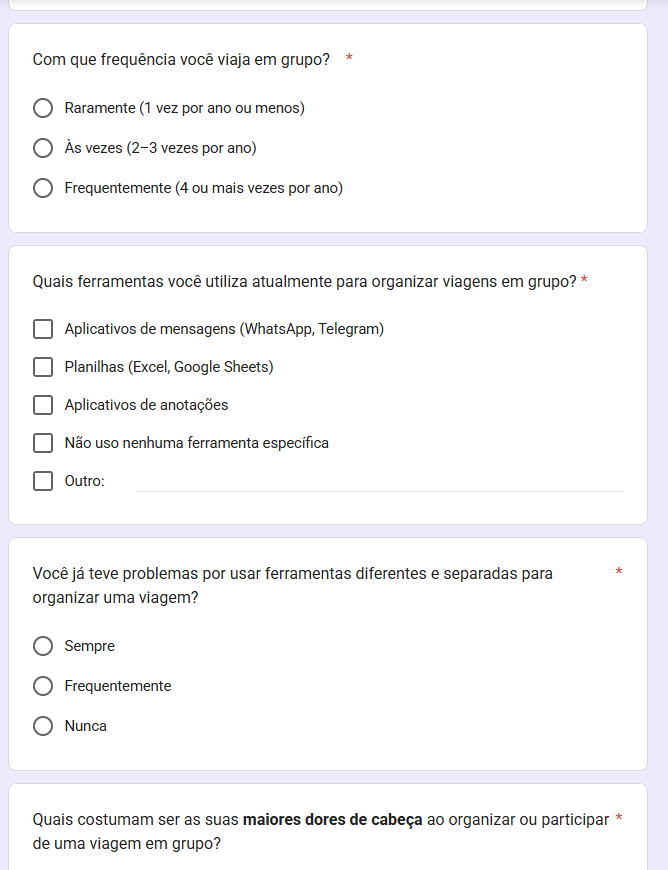 Com que frequência você viaja em grupo? *
Raramente (1 vez por ano ou menos)
Às vezes (2–3 vezes por ano)
Frequentemente (4 ou mais vezes por ano)
Quais ferramentas você utiliza atualmente para organizar viagens em grupo? *
Aplicativos de mensagens (WhatsApp, Telegram)
Planilhas (Excel, Google Sheets)
Aplicativos de anotações
Não uso nenhuma ferramenta específica
Outro:
Você já teve problemas por usar ferramentas diferentes e separadas para *
organizar uma viagem?
Sempre
Frequentemente
Nunca
Quais costumam ser as suas maiores dores de cabeça ao organizar ou participar *
de uma viagem em grupo?